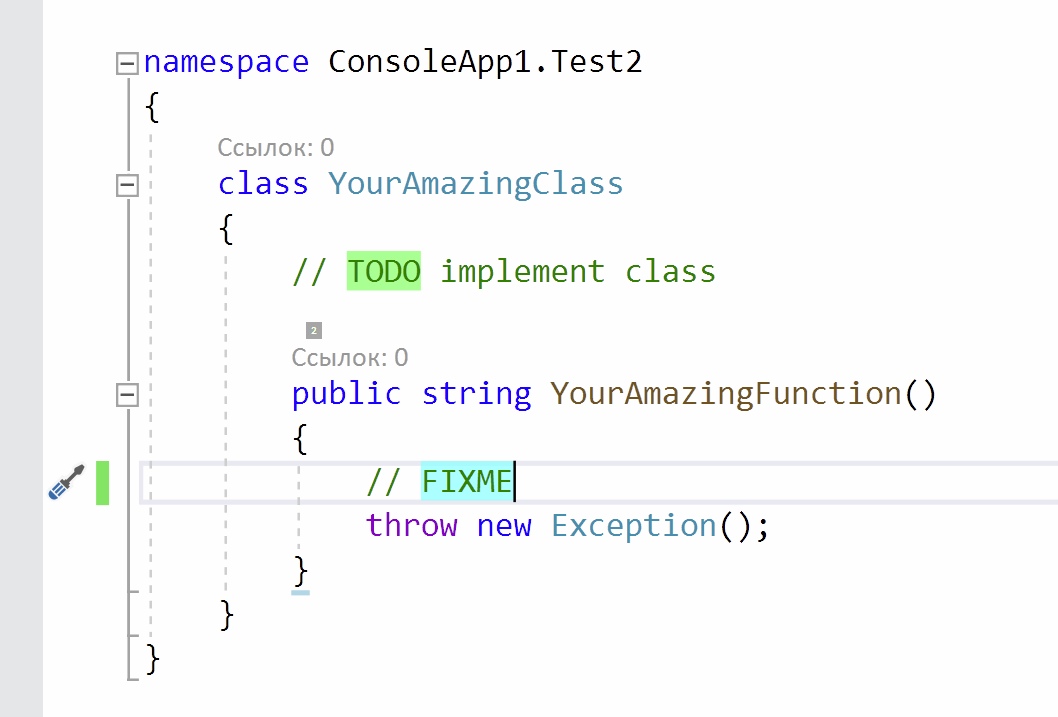 namespace ConsoleApp1.Test2
{
Ссылок: 0
class YourAmazingClass
{
// TODO implement class
2
Ссылок: 0
public string YourAmazingFunction()
{
// FIXME
throw new Exception();
}
}
}